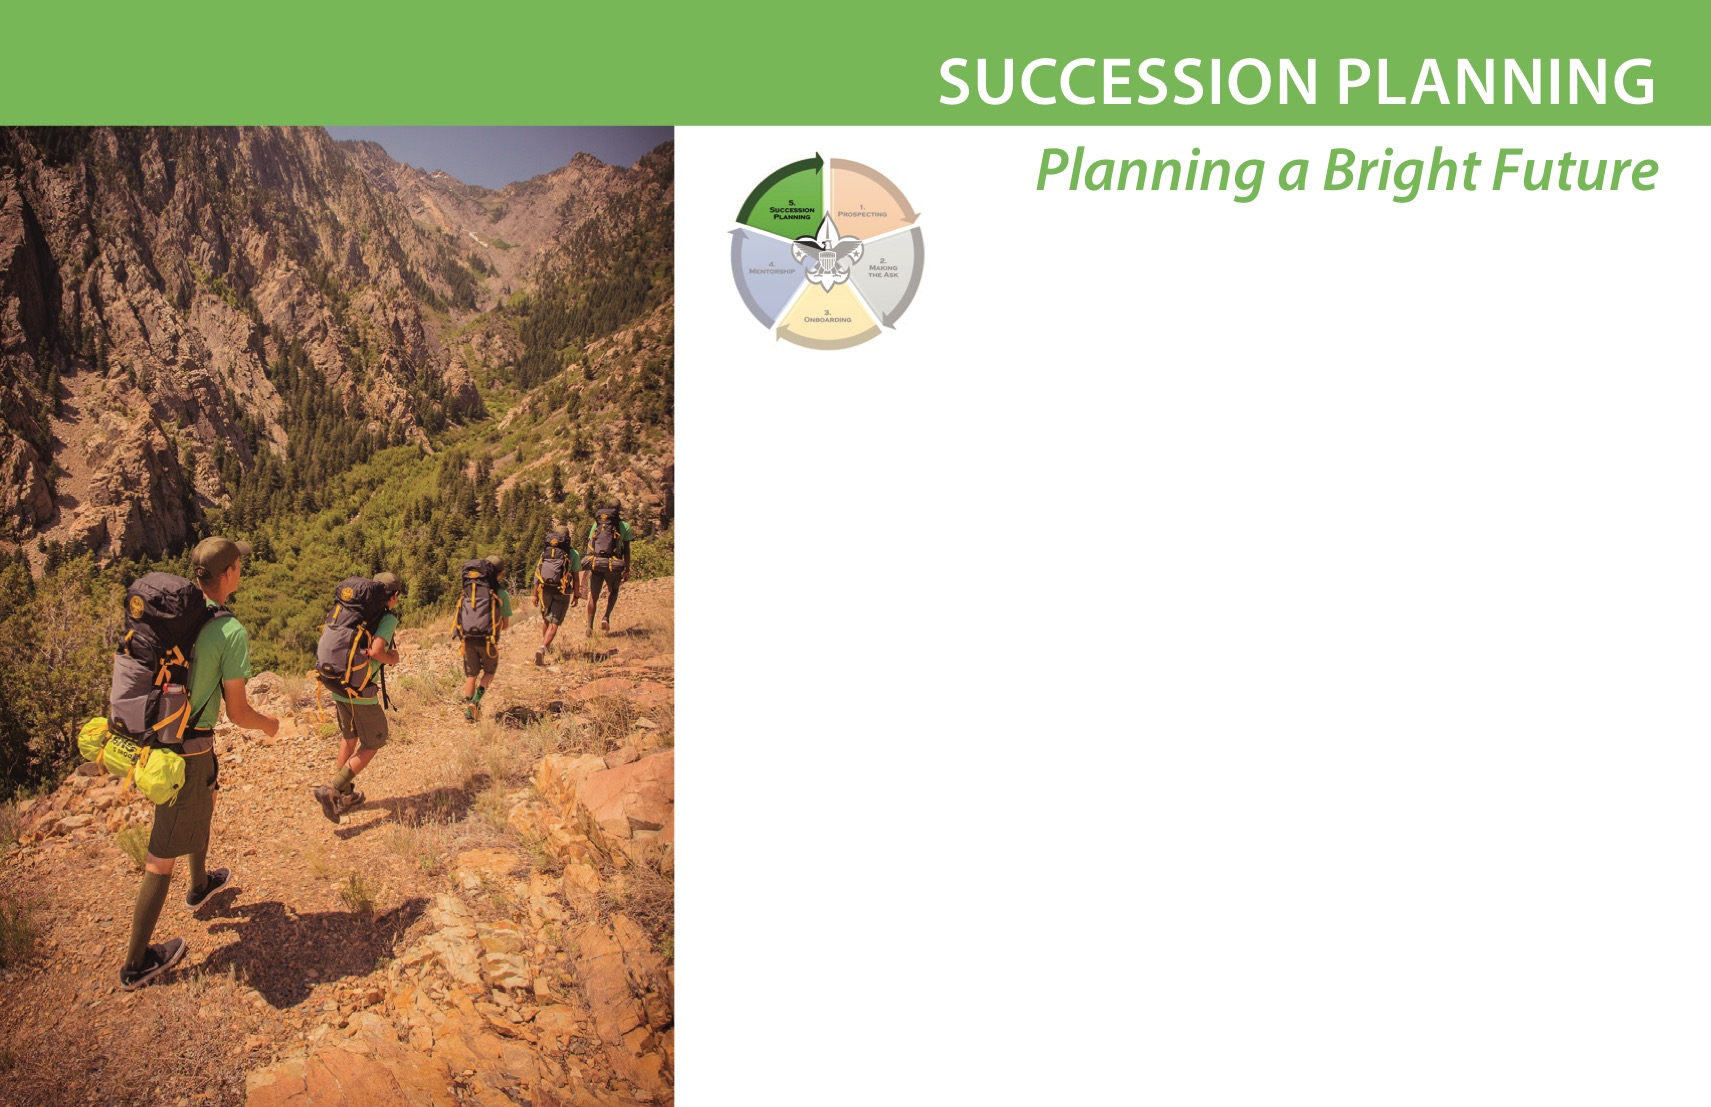 SUCCESSION PLANNING
Planning a Bright Future
5.
SUCCESSION
PLANNING
1.
PROSPECTING
4.
MENTORSHIP
2.
MAKING
THE ASK
3.
ONBOARDING